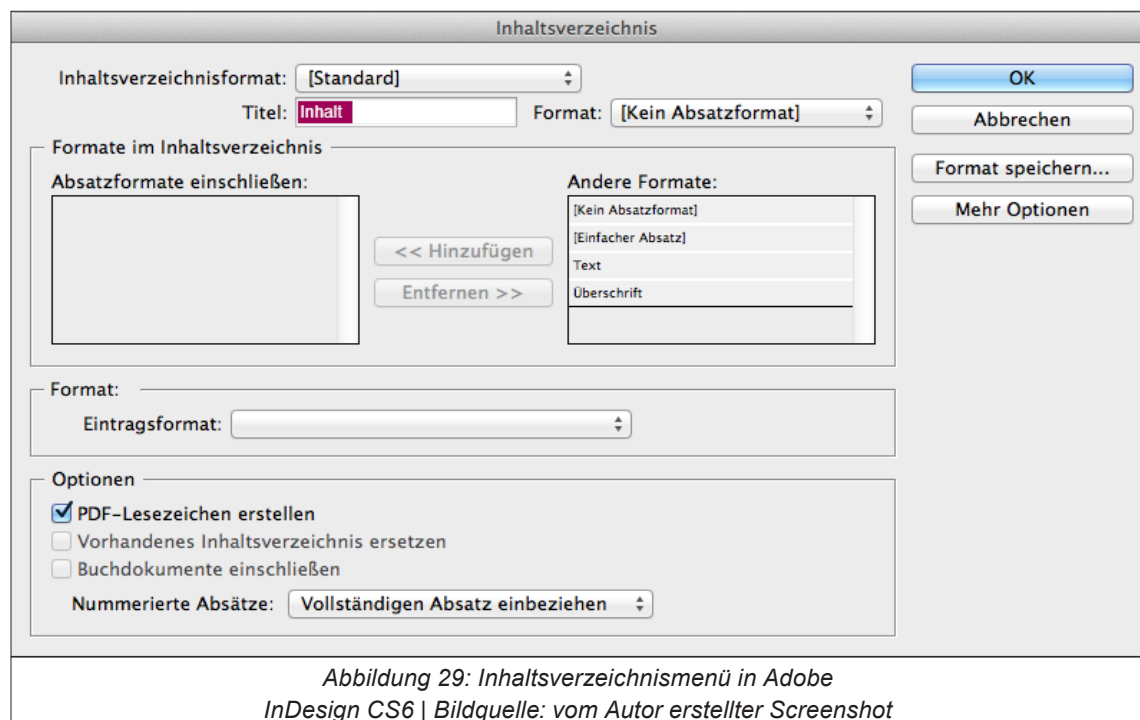 Inhaltsverzeichnis
Inhaltsverzeichnisformat: [Standard]
Titel: Inhalt Format: [Kein Absatzformat]
OK
Abbrechen
Format speichern...
Mehr Optionen
Formate im Inhaltsverzeichnis
Absatzformate einschließen:
<< Hinzufügen
Entfernen >>
Andere Formate:
[Kein Absatzformat]
[Einfacher Absatz]
Text
Überschrift
Format:
Eintragsformat:
Optionen
PDF-Lesezeichen erstellen
Vorhandenes Inhaltsverzeichnis ersetzen
Buchdokumente einschließen
Nummerierte Absätze: Vollständigen Absatz einbeziehen
Abbildung 29: Inhaltsverzeichnismenü in Adobe
InDesign CS6 | Bildquelle: vom Autor erstellter Screenshot